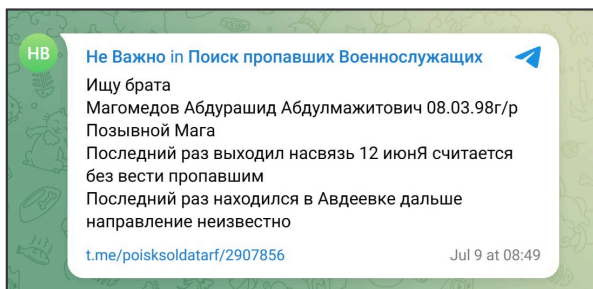 НВ
Не Важно in Поиск пропавших Военнослужащих
Ищу брата
Магомедов Абдурашид Абдулмажитович 08.03.98г/р
Позывной Мага
Последний раз выходил насвязь 12 июнЯ считается
без вести пропавшим
Последний раз находился в Авдеевке дальше
направление неизвестно
t.me/poisksoldatarf/2907856 Jul 9 at 08:49